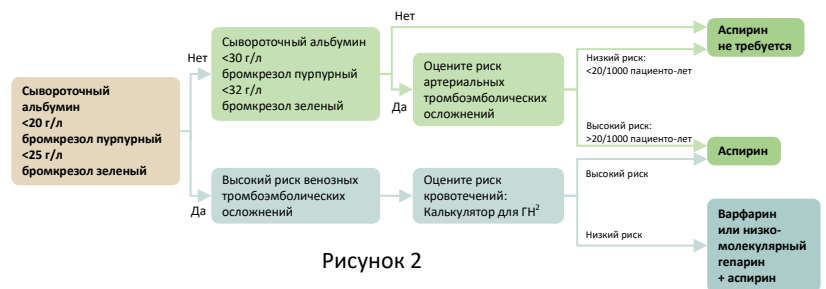 Сывороточный
альбумин
<20 г/л
бромкрезол пурпурный
<25 г/л
бромкрезол зеленый
Нет
Сывороточный альбумин
<30 г/л
бромкрезол пурпурный
<32 г/л
бромкрезол зеленый
Нет
Да
Оцените риск
артериальных
тромбоэмболических
осложнений
Низкий риск:
<20/1000 пациенто-лет
Высокий риск:
>20/1000 пациенто-лет
Аспирин
не требуется
Аспирин
Да
Высокий риск венозных
тромбоэмболических
осложнений
Оцените риск
кровотечений:
Калькулятор для ГН²
Высокий риск
Низкий риск
Варфарин
или низко-
молекулярный
гепарин
+ аспирин
Рисунок 2